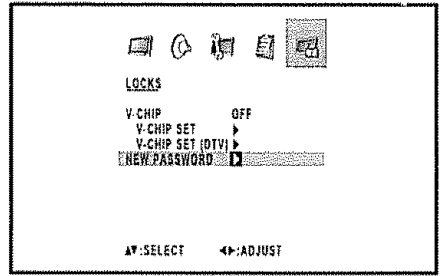 LOCKS
V-CHIP OFF
V-CHIP SET ▶
V-CHIP SET (DTV) ▶
NEW PASSWORD ▶
▲▼:SELECT ◀▶:ADJUST